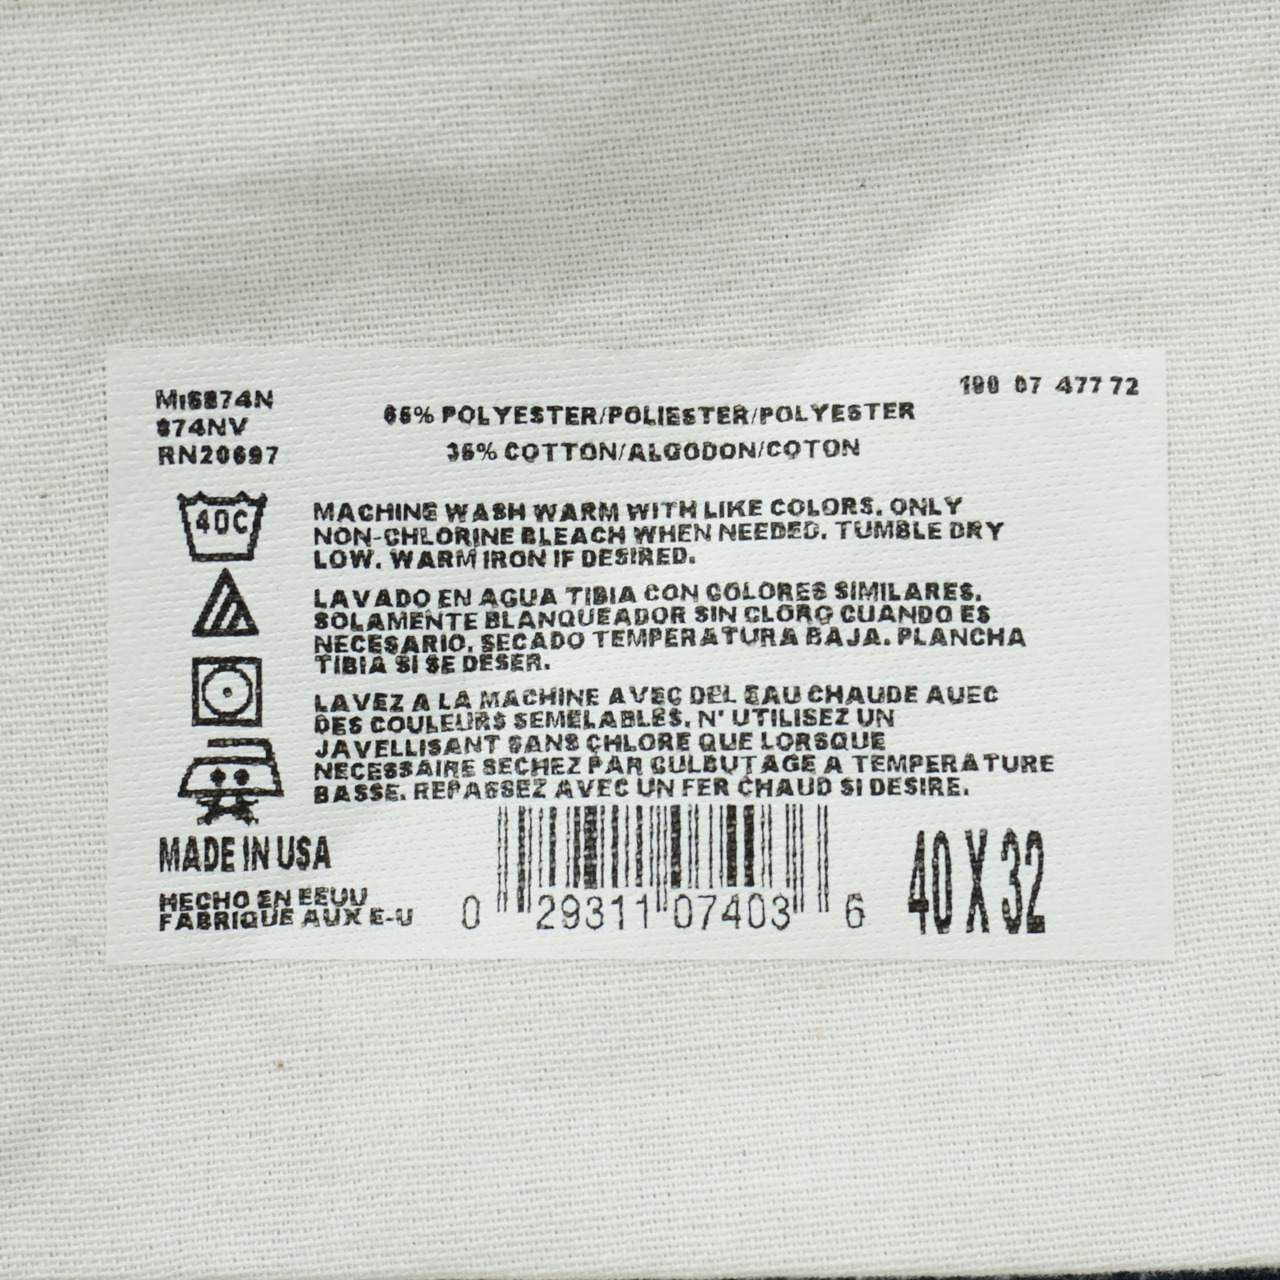 874NV
RN20697
65% POLYESTER/POLIESTER/POLYESTER
35% COTTON/ALGODON/COTON
477 72
40C
MACHINE WASH WARM WITH LIKE COLORS. ONLY
NON-CHLORINE BLEACH WHEN NEEDED. TUMBLE DRY
LOW. WARM IRON IF DESIRED.
LAVADO EN AGUA TIBIA CON COLORES SIMILARES.
SOLAMENTE BLANQUEADOR SIN CLORO CUANDO ES
NECESARIO. SECADO TEMPERATURA BAJA. PLANCHA
TIBIA SI SE DESER.
LAVEZ A LA MACHINE AVEC DEL EAU CHAUDE AUEC
DES COULEURS SEMELABLES. N' UTILISEZ UN
JAVELLISANT SANS CHLORE QUE LORSQUE
NECESSAIRE SECHEZ PAR CULBUTAGE A TEMPERATURE
BASSE. REPASSEZ AVEC UN FER CHAUD SI DESIRE.
MADE IN USA
HECHO EN EEUU
FABRIQUE AUX E-U
0 29311 07403 6
40 X 32